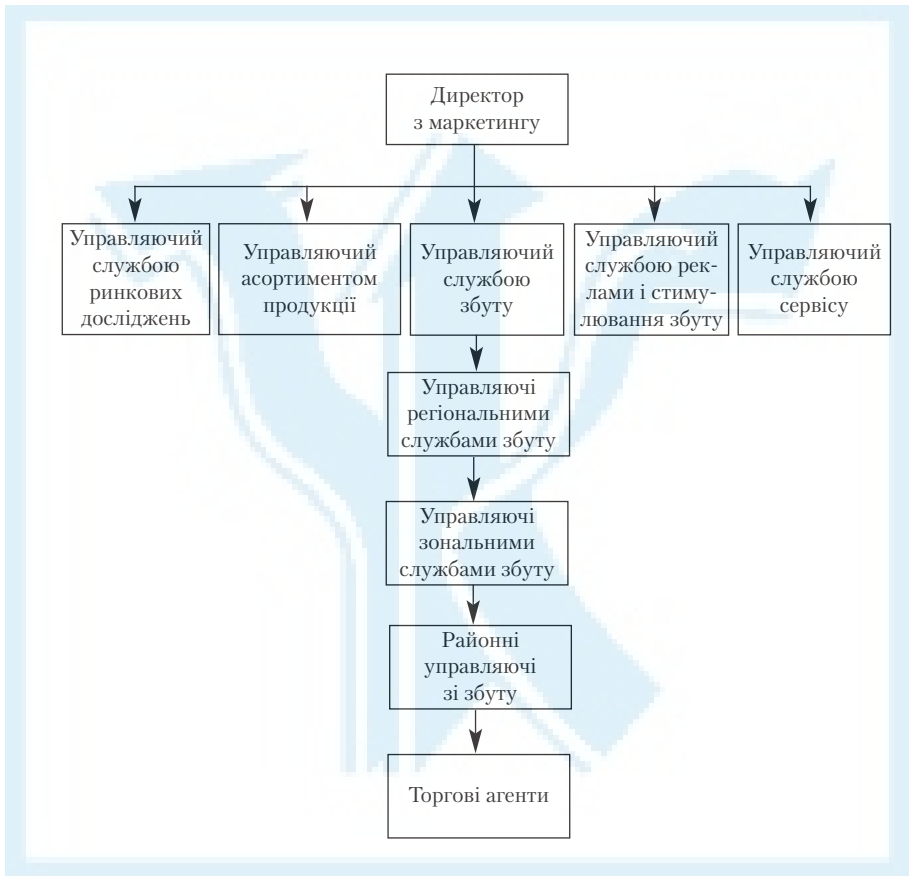 Директор
з маркетингу
Управляючий
службою
ринкових
досліджень
Управляючий
асортиментом
продукції
Управляючий
службою
збуту
Управляючий
службою рек-
лами і стиму-
лювання збуту
Управляючий
службою
сервісу
Управляючі
регіональними
службами збуту
Управляючі
зональними
службами збуту
Районні
управляючі
зі збуту
Торгові агенти